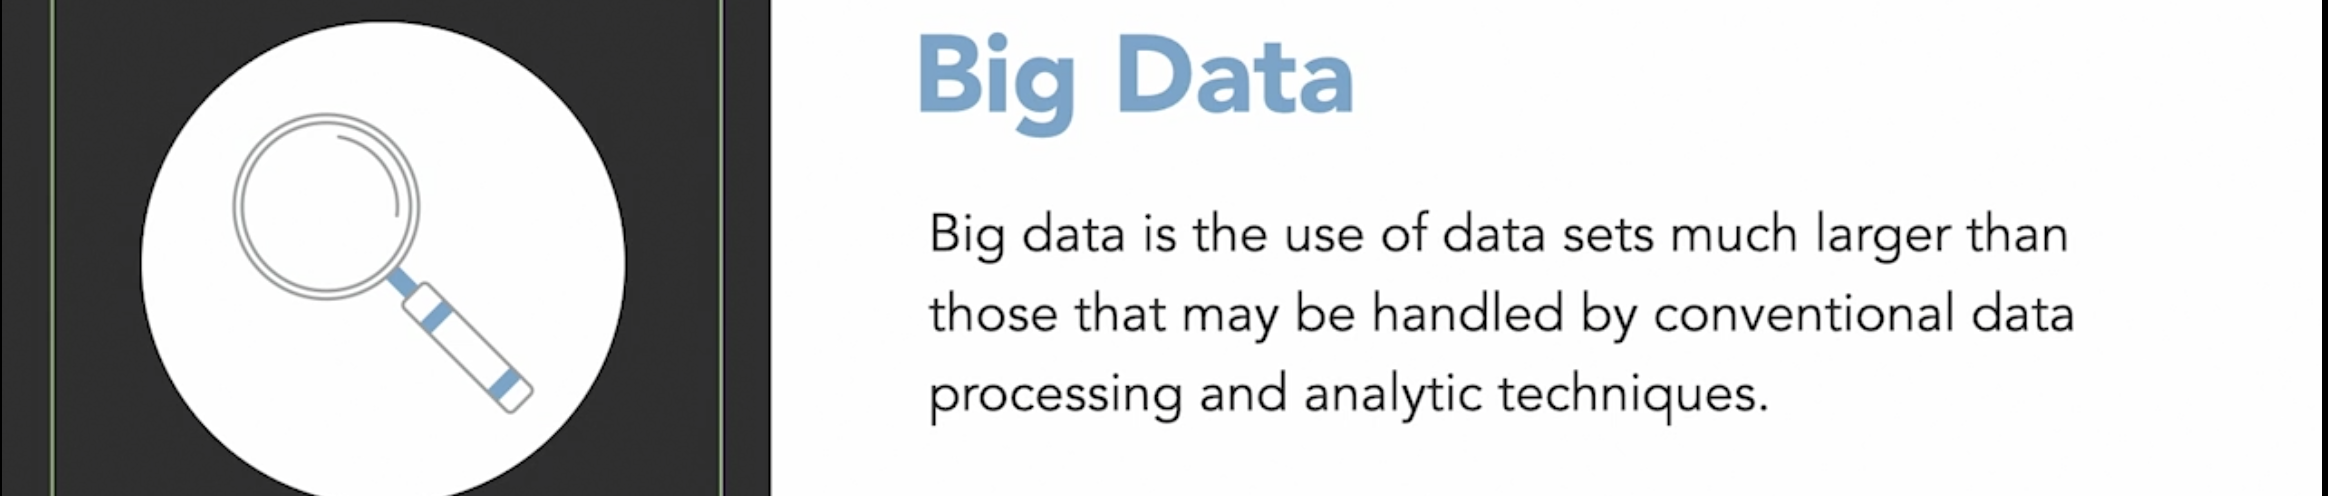 Big Data
Big data is the use of data sets much larger than
those that may be handled by conventional data
processing and analytic techniques.